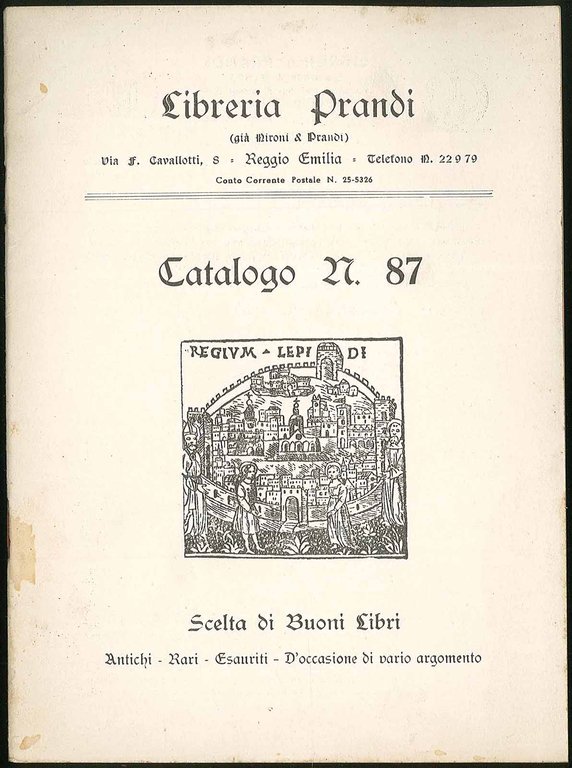 Libreria Prandi
(già Nironi & Prandi)
Via F. Cavallotti, 8 - Reggio Emilia - Telefono N. 22979
Conto Corrente Postale N. 25-5326
Catalogo N. 87
REGIVM - LEPIDI
Scelta di Buoni Libri
Antichi - Rari - Esauriti - D'occasione di vario argomento